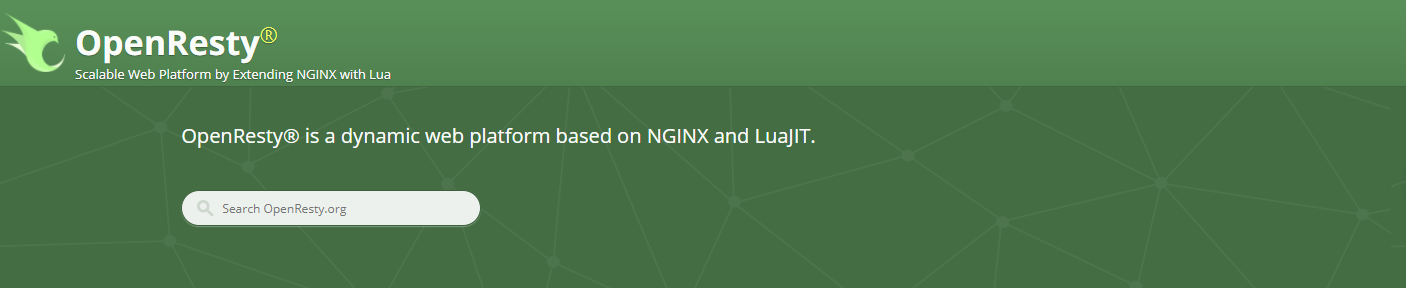 OpenResty®
Scalable Web Platform by Extending NGINX with Lua
OpenResty® is a dynamic web platform based on NGINX and LuaJIT.
Search OpenResty.org